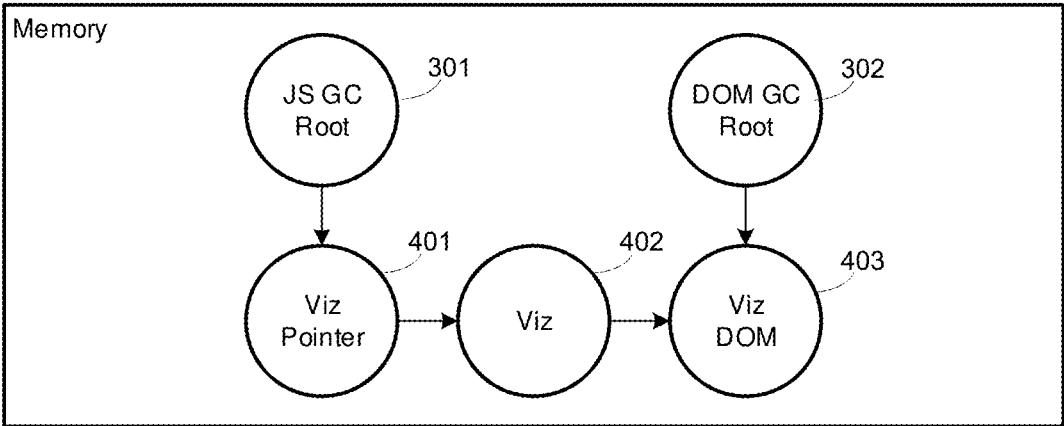 Memory
JS GC
Root
301
DOM GC
Root
302
Viz
Pointer
401
Viz
402
Viz
DOM
403